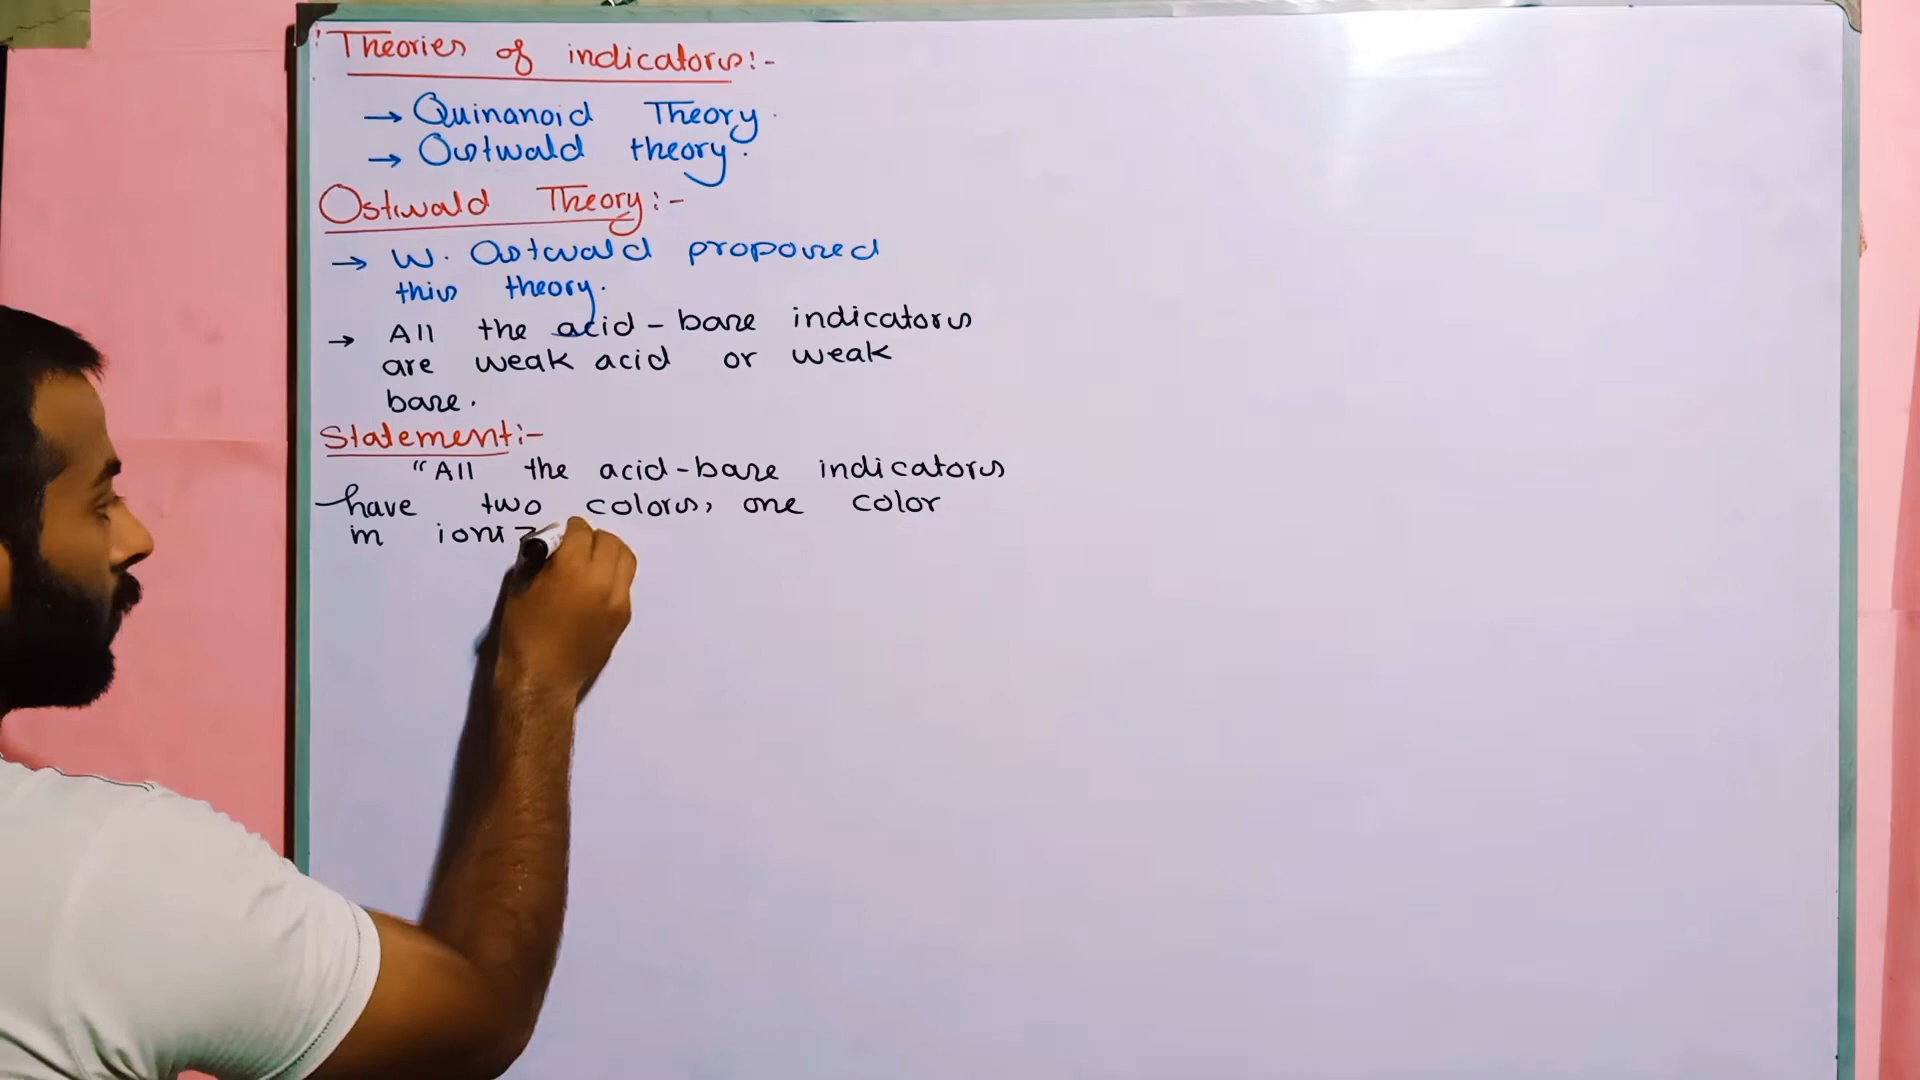 Theories of indicators:-
→ Quinanoid Theory.
→ Ostwald theory.
Ostwald Theory:-
→ W. Ostwald proposed
this theory.
→ All the acid-base indicators
are weak acid or weak
base.
Statement:-
"All the acid-base indicators
have two colors, one color
in ioniz